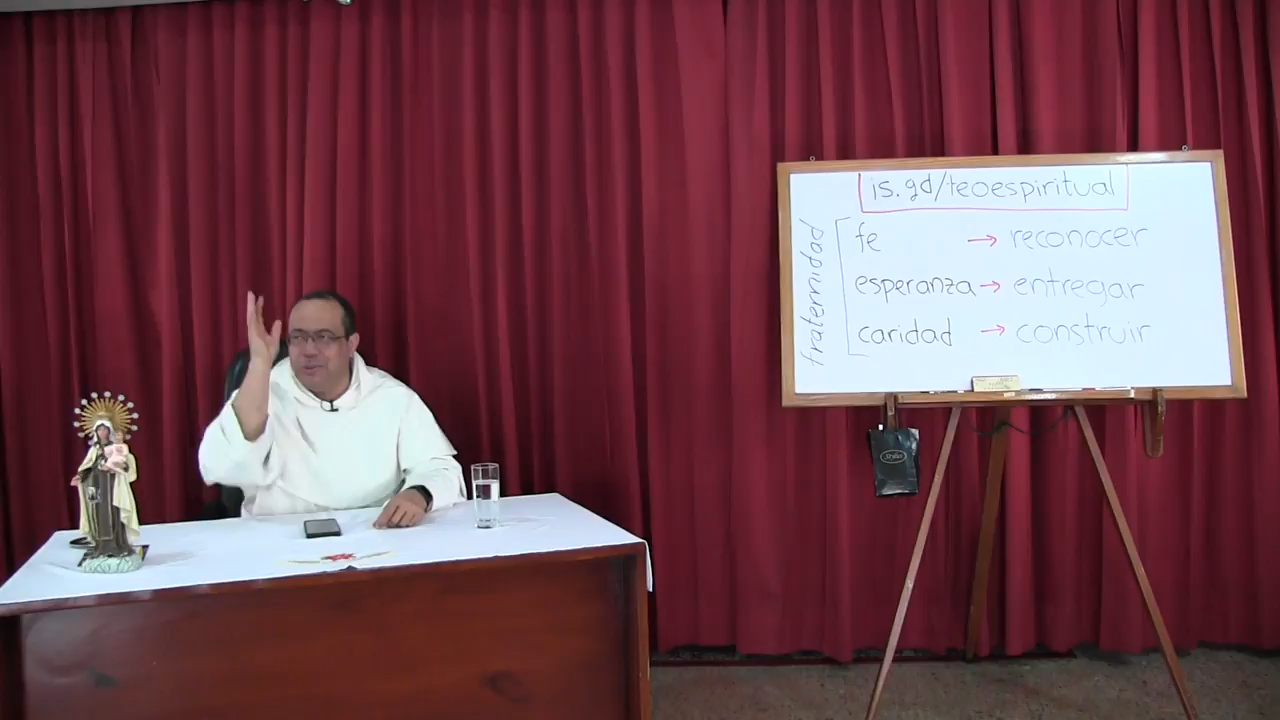 is.gd/teoespiritual
fraternidad
fe → reconocer
esperanza → entregar
caridad → construir